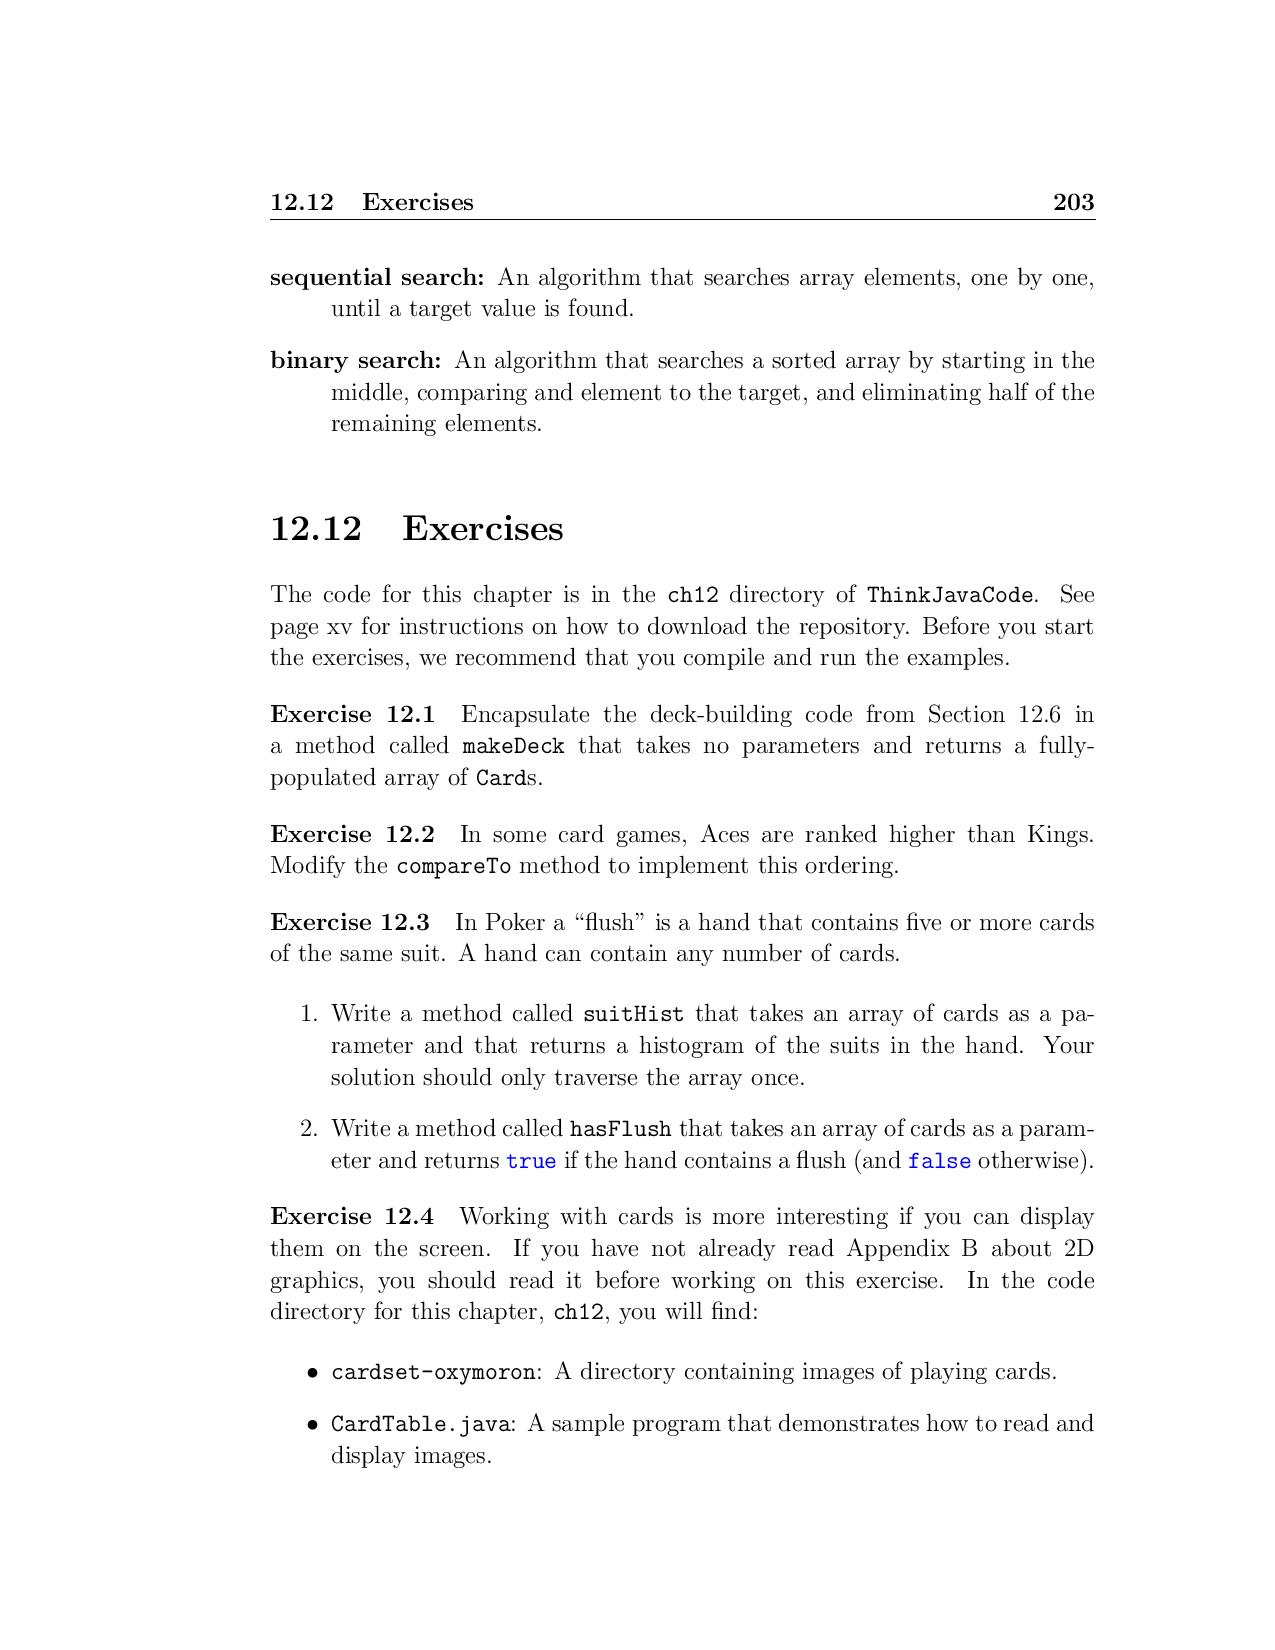 12.12 Exercises 203
sequential search: An algorithm that searches array elements, one by one,
until a target value is found.
binary search: An algorithm that searches a sorted array by starting in the
middle, comparing and element to the target, and eliminating half of the
remaining elements.
12.12 Exercises
The code for this chapter is in the ch12 directory of ThinkJavaCode. See
page xv for instructions on how to download the repository. Before you start
the exercises, we recommend that you compile and run the examples.
Exercise 12.1 Encapsulate the deck-building code from Section 12.6 in
a method called makeDeck that takes no parameters and returns a fully-
populated array of Cards.
Exercise 12.2 In some card games, Aces are ranked higher than Kings.
Modify the compareTo method to implement this ordering.
Exercise 12.3 In Poker a “flush” is a hand that contains five or more cards
of the same suit. A hand can contain any number of cards.
1. Write a method called suitHist that takes an array of cards as a pa-
rameter and that returns a histogram of the suits in the hand. Your
solution should only traverse the array once.
2. Write a method called hasFlush that takes an array of cards as a param-
eter and returns true if the hand contains a flush (and false otherwise).
Exercise 12.4 Working with cards is more interesting if you can display
them on the screen. If you have not already read Appendix B about 2D
graphics, you should read it before working on this exercise. In the code
directory for this chapter, ch12, you will find:
• cardset-oxymoron: A directory containing images of playing cards.
• CardTable.java: A sample program that demonstrates how to read and
display images.